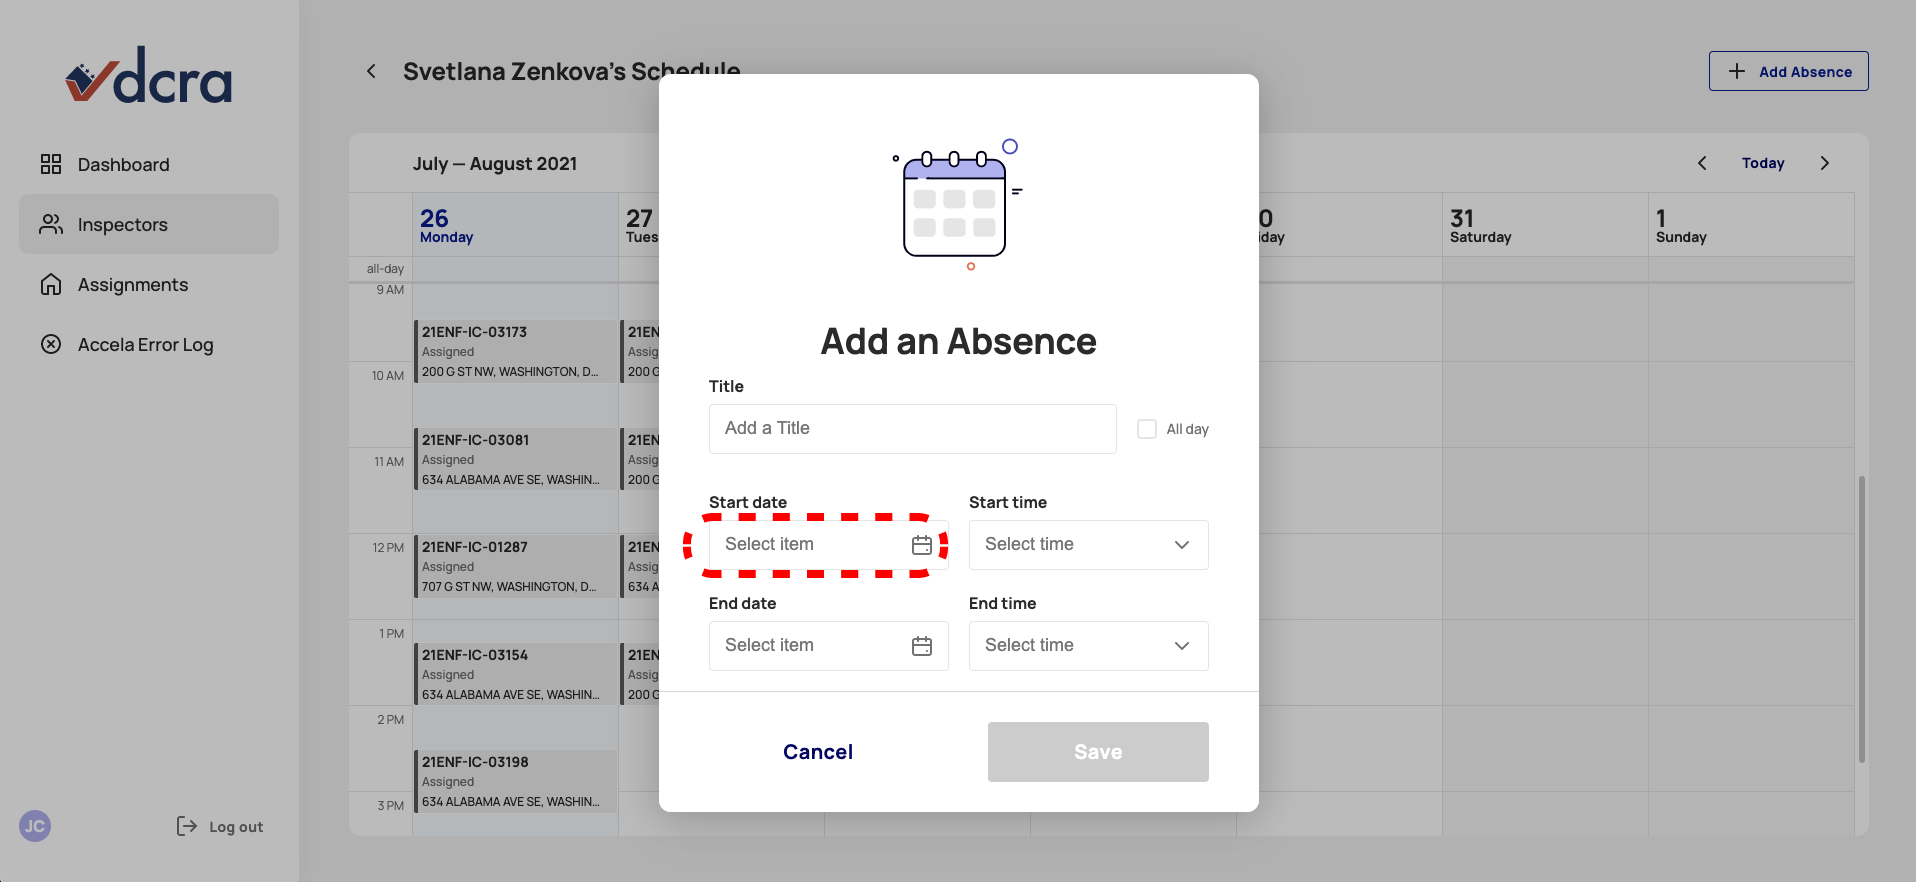 dcra
Dashboard
Inspectors
Assignments
Accela Error Log
JC
Log out
Svetlana Zenkova's Schedule
Add Absence
July — August 2021
Today
26
Monday
27
Tues
0
iday
31
Saturday
1
Sunday
all-day
9 AM
10 AM
11 AM
12 PM
1 PM
2 PM
3 PM
21ENF-IC-03173
Assigned
200 G ST NW, WASHINGTON, D...
21ENF-IC-03081
Assigned
634 ALABAMA AVE SE, WASHIN...
21ENF-IC-01287
Assigned
707 G ST NW, WASHINGTON, D...
21ENF-IC-03154
Assigned
634 ALABAMA AVE SE, WASHIN...
21ENF-IC-03198
Assigned
634 ALABAMA AVE SE, WASHIN...
21EN
Assig
200 G
21EN
Assig
200 G
21EN
Assig
634 A
21EN
Assig
200 G
Add an Absence
Title
Add a Title
All day
Start date
Start time
Select item
Select time
End date
End time
Select item
Select time
Cancel
Save